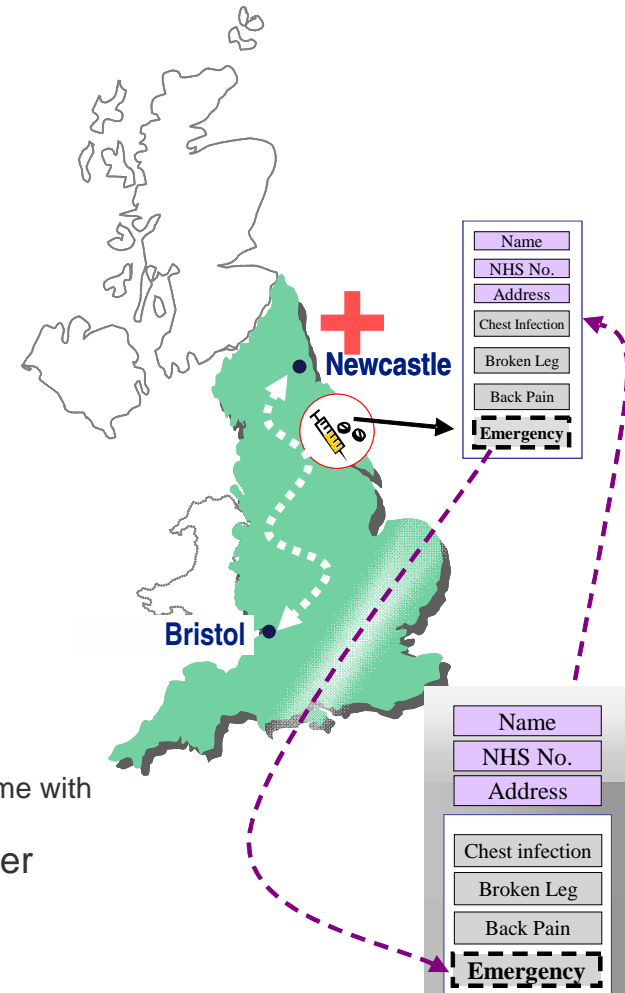 Name
NHS No.
Address
Chest Infection
Newcastle
Broken Leg
Back Pain
Emergency
Bristol
Name
NHS No.
Address
me with
er
Chest infection
Broken Leg
Back Pain
Emergency